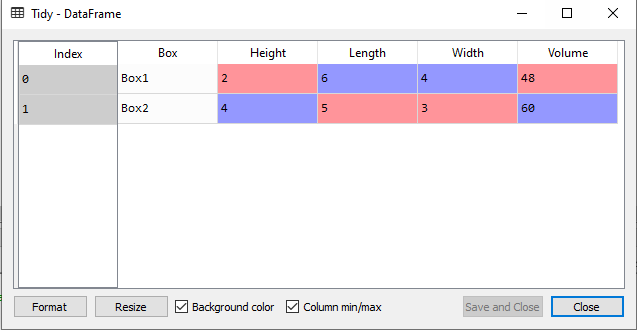 Tidy - DataFrame
Index Box Height Length Width Volume
0 Box1 2 6 4 48
1 Box2 4 5 3 60
Format Resize Background color Column min/max Save and Close Close